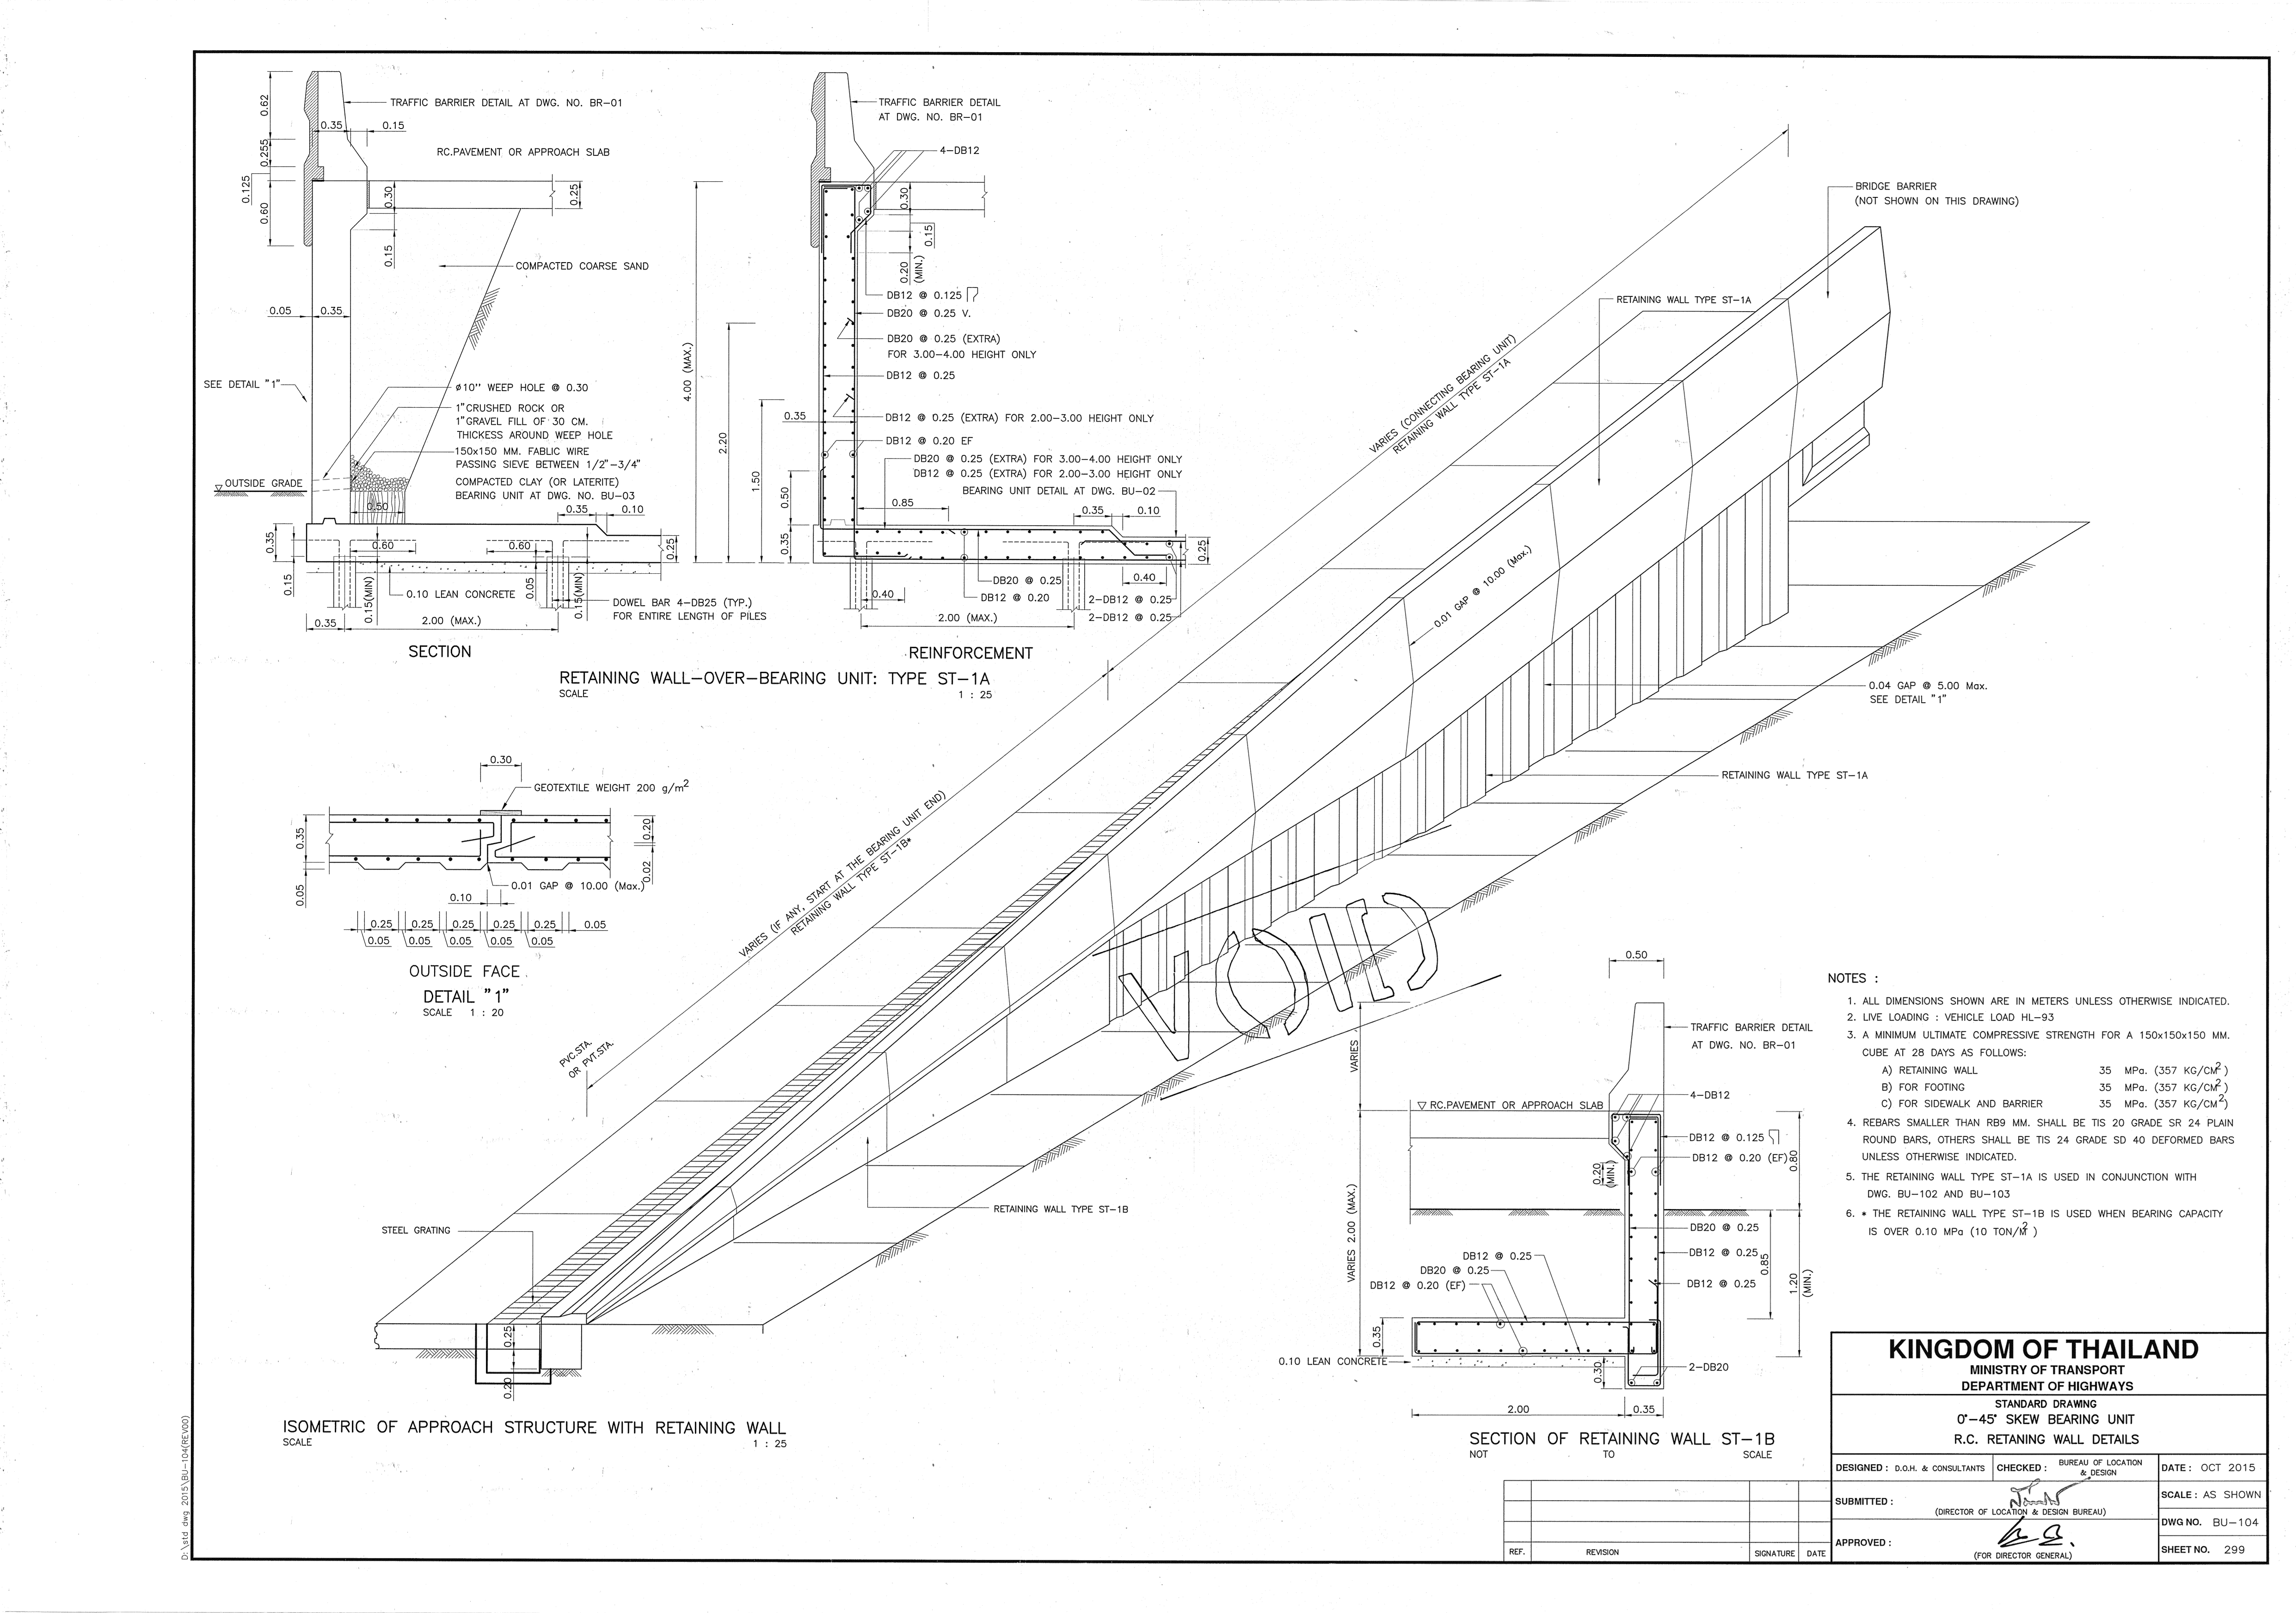 0.62
0.255
0.125
0.60
0.35
0.15
TRAFFIC BARRIER DETAIL AT DWG. NO. BR-01
RC.PAVEMENT OR APPROACH SLAB
0.30
0.25
0.15
COMPACTED COARSE SAND
0.05
0.35
SEE DETAIL "1"
ø10" WEEP HOLE @ 0.30
1" CRUSHED ROCK OR
1" GRAVEL FILL OF 30 CM.
THICKESS AROUND WEEP HOLE
150x150 MM. FABLIC WIRE
PASSING SIEVE BETWEEN 1/2"-3/4"
COMPACTED CLAY (OR LATERITE)
BEARING UNIT AT DWG. NO. BU-03
OUTSIDE GRADE
0.50
0.35
0.10
0.35
0.60
0.60
0.25
0.15
0.15(MIN)
0.05
0.15(MIN)
0.10 LEAN CONCRETE
DOWEL BAR 4-DB25 (TYP.)
FOR ENTIRE LENGTH OF PILES
0.35
2.00 (MAX.)
SECTION
4.00 (MAX.)
2.20
1.50
TRAFFIC BARRIER DETAIL
AT DWG. NO. BR-01
4-DB12
0.30
0.15
0.20
(MIN.)
DB12 @ 0.125
DB20 @ 0.25 V.
DB20 @ 0.25 (EXTRA)
FOR 3.00-4.00 HEIGHT ONLY
DB12 @ 0.25
0.35
DB12 @ 0.25 (EXTRA) FOR 2.00-3.00 HEIGHT ONLY
DB12 @ 0.20 EF
DB20 @ 0.25 (EXTRA) FOR 3.00-4.00 HEIGHT ONLY
DB12 @ 0.25 (EXTRA) FOR 2.00-3.00 HEIGHT ONLY
BEARING UNIT DETAIL AT DWG. BU-02
0.50
0.85
0.35
0.10
0.35
0.25
DB20 @ 0.25
0.40
0.40
DB12 @ 0.20
2-DB12 @ 0.25
2.00 (MAX.)
2-DB12 @ 0.25
REINFORCEMENT
RETAINING WALL-OVER-BEARING UNIT: TYPE ST-1A
SCALE 1 : 25
BRIDGE BARRIER
(NOT SHOWN ON THIS DRAWING)
RETAINING WALL TYPE ST-1A
VARIES (CONNECTING BEARING UNIT)
RETAINING WALL TYPE ST-1A
0.01 GAP @ 10.00 (Max.)
0.04 GAP @ 5.00 Max.
SEE DETAIL "1"
RETAINING WALL TYPE ST-1A
0.30
GEOTEXTILE WEIGHT 200 g/m2
0.35
0.20
0.02
0.05
0.01 GAP @ 10.00 (Max.)
0.10
0.25 0.25 0.25 0.25 0.25 0.05
0.05 0.05 0.05 0.05 0.05
OUTSIDE FACE
DETAIL "1"
SCALE 1 : 20
VARIES (IF ANY, START AT THE BEARING UNIT END)
RETAINING WALL TYPE ST-1B*
PVC.STA.
OR PVT.STA.
VOID
RETAINING WALL TYPE ST-1B
STEEL GRATING
0.25
0.20
ISOMETRIC OF APPROACH STRUCTURE WITH RETAINING WALL
SCALE 1 : 25
0.50
VARIES
TRAFFIC BARRIER DETAIL
AT DWG. NO. BR-01
RC.PAVEMENT OR APPROACH SLAB
4-DB12
DB12 @ 0.125
DB12 @ 0.20 (EF)
0.80
0.20
(MIN.)
VARIES 2.00 (MAX.)
DB20 @ 0.25
DB12 @ 0.25
DB12 @ 0.25
0.85
1.20
(MIN.)
DB12 @ 0.25
DB20 @ 0.25
DB12 @ 0.20 (EF)
0.35
0.10 LEAN CONCRETE
0.30
2-DB20
2.00
0.35
SECTION OF RETAINING WALL ST-1B
NOT TO SCALE
NOTES :
1. ALL DIMENSIONS SHOWN ARE IN METERS UNLESS OTHERWISE INDICATED.
2. LIVE LOADING : VEHICLE LOAD HL-93
3. A MINIMUM ULTIMATE COMPRESSIVE STRENGTH FOR A 150x150x150 MM.
CUBE AT 28 DAYS AS FOLLOWS:
A) RETAINING WALL 35 MPa. (357 KG/CM2)
B) FOR FOOTING 35 MPa. (357 KG/CM2)
C) FOR SIDEWALK AND BARRIER 35 MPa. (357 KG/CM2)
4. REBARS SMALLER THAN RB9 MM. SHALL BE TIS 20 GRADE SR 24 PLAIN
ROUND BARS, OTHERS SHALL BE TIS 24 GRADE SD 40 DEFORMED BARS
UNLESS OTHERWISE INDICATED.
5. THE RETAINING WALL TYPE ST-1A IS USED IN CONJUNCTION WITH
DWG. BU-102 AND BU-103
6. * THE RETAINING WALL TYPE ST-1B IS USED WHEN BEARING CAPACITY
IS OVER 0.10 MPa (10 TON/M2)
KINGDOM OF THAILAND
MINISTRY OF TRANSPORT
DEPARTMENT OF HIGHWAYS
STANDARD DRAWING
0°-45° SKEW BEARING UNIT
R.C. RETANING WALL DETAILS
DESIGNED : D.O.H. & CONSULTANTS
CHECKED : BUREAU OF LOCATION
& DESIGN
DATE : OCT 2015
SUBMITTED :
(DIRECTOR OF LOCATION & DESIGN BUREAU)
SCALE : AS SHOWN
DWG NO. BU-104
APPROVED :
(FOR DIRECTOR GENERAL)
SHEET NO. 299
REF. REVISION SIGNATURE DATE
D:\std dwg 2015\BU-104(REV00)